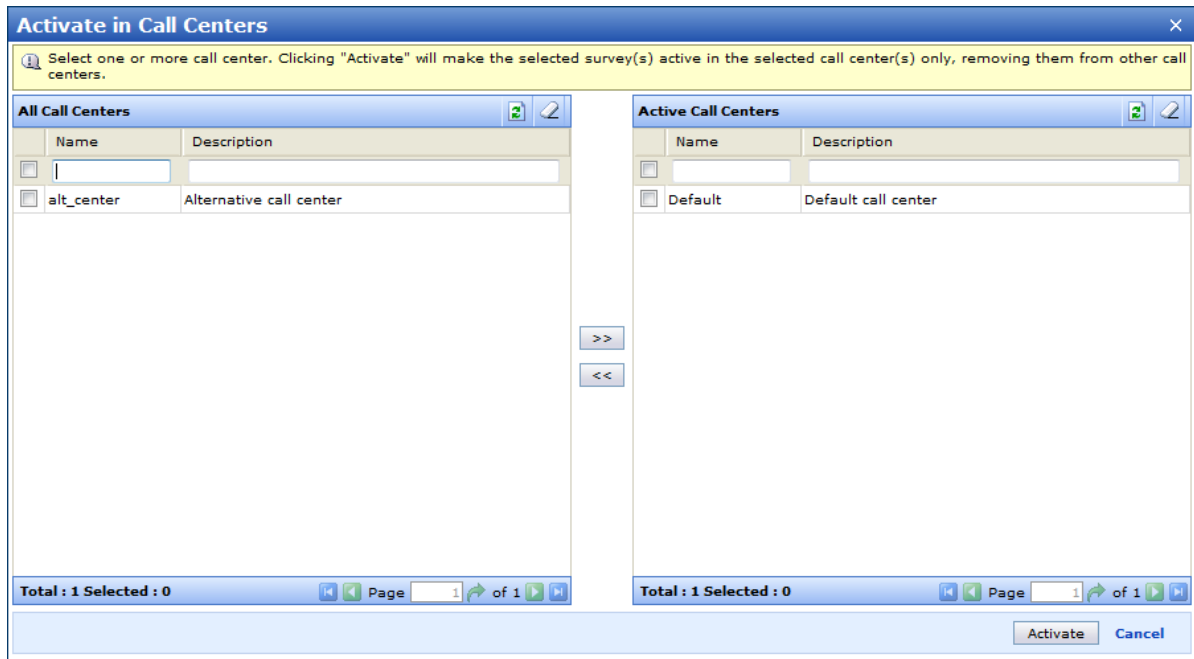 Activate in Call Centers
Select one or more call center. Clicking "Activate" will make the selected survey(s) active in the selected call center(s) only, removing them from other call
centers.
All Call Centers
Name Description
alt_center Alternative call center
Total : 1 Selected : 0 Page 1 of 1
>>
<<
Active Call Centers
Name Description
Default Default call center
Total : 1 Selected : 0 Page 1 of 1
Activate Cancel